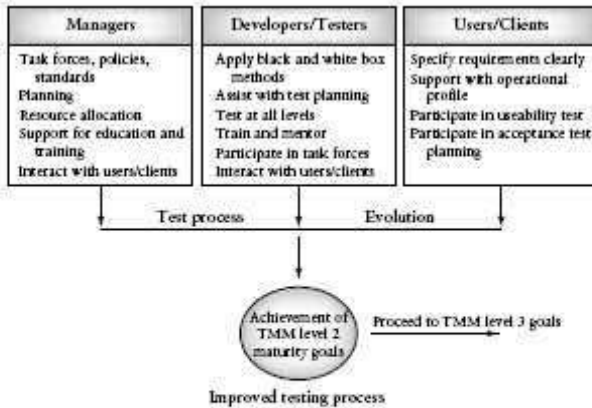 Managers
Task forces, policies,
standards
Planning
Resource allocation
Support for education and
training
Interact with users/clients
Developers/Testers
Apply black and white box
methods
Assist with test planning
Test at all levels
Train and mentor
Participate in task forces
Interact with users/clients
Users/Clients
Specify requirements clearly
Support with operational
profile
Participate in useability test
Participate in acceptance test
planning
Test process
Evolution
Achievement of
TMM level 2
maturity goals
Proceed to TMM level 3 goals
Improved testing process